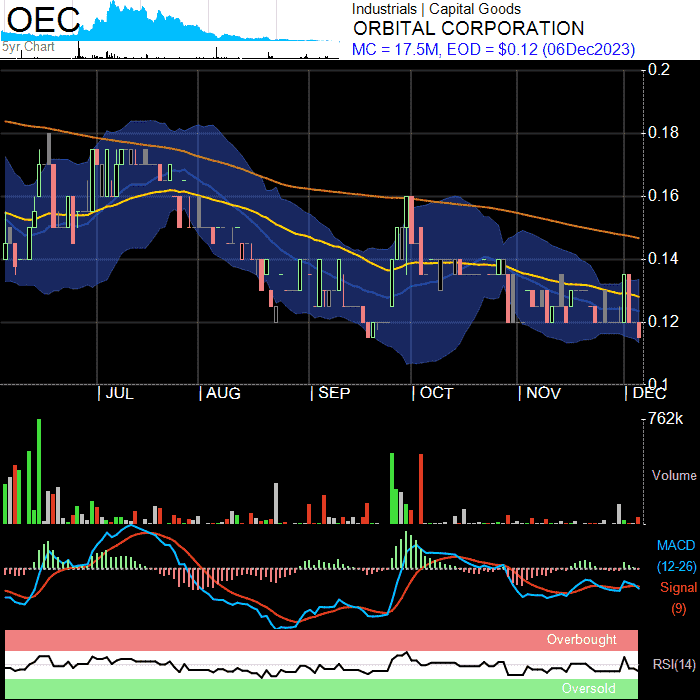 OEC
5yr. Chart
Industrials | Capital Goods
ORBITAL CORPORATION
MC = 17.5M, EOD = $0.12 (06Dec2023)
0.2
0.18
0.16
0.14
0.12
0.1
| JUL | AUG | SEP | OCT | NOV | DEC
762k
Volume
MACD
(12-26)
Signal
(9)
Overbought
RSI(14)
Oversold